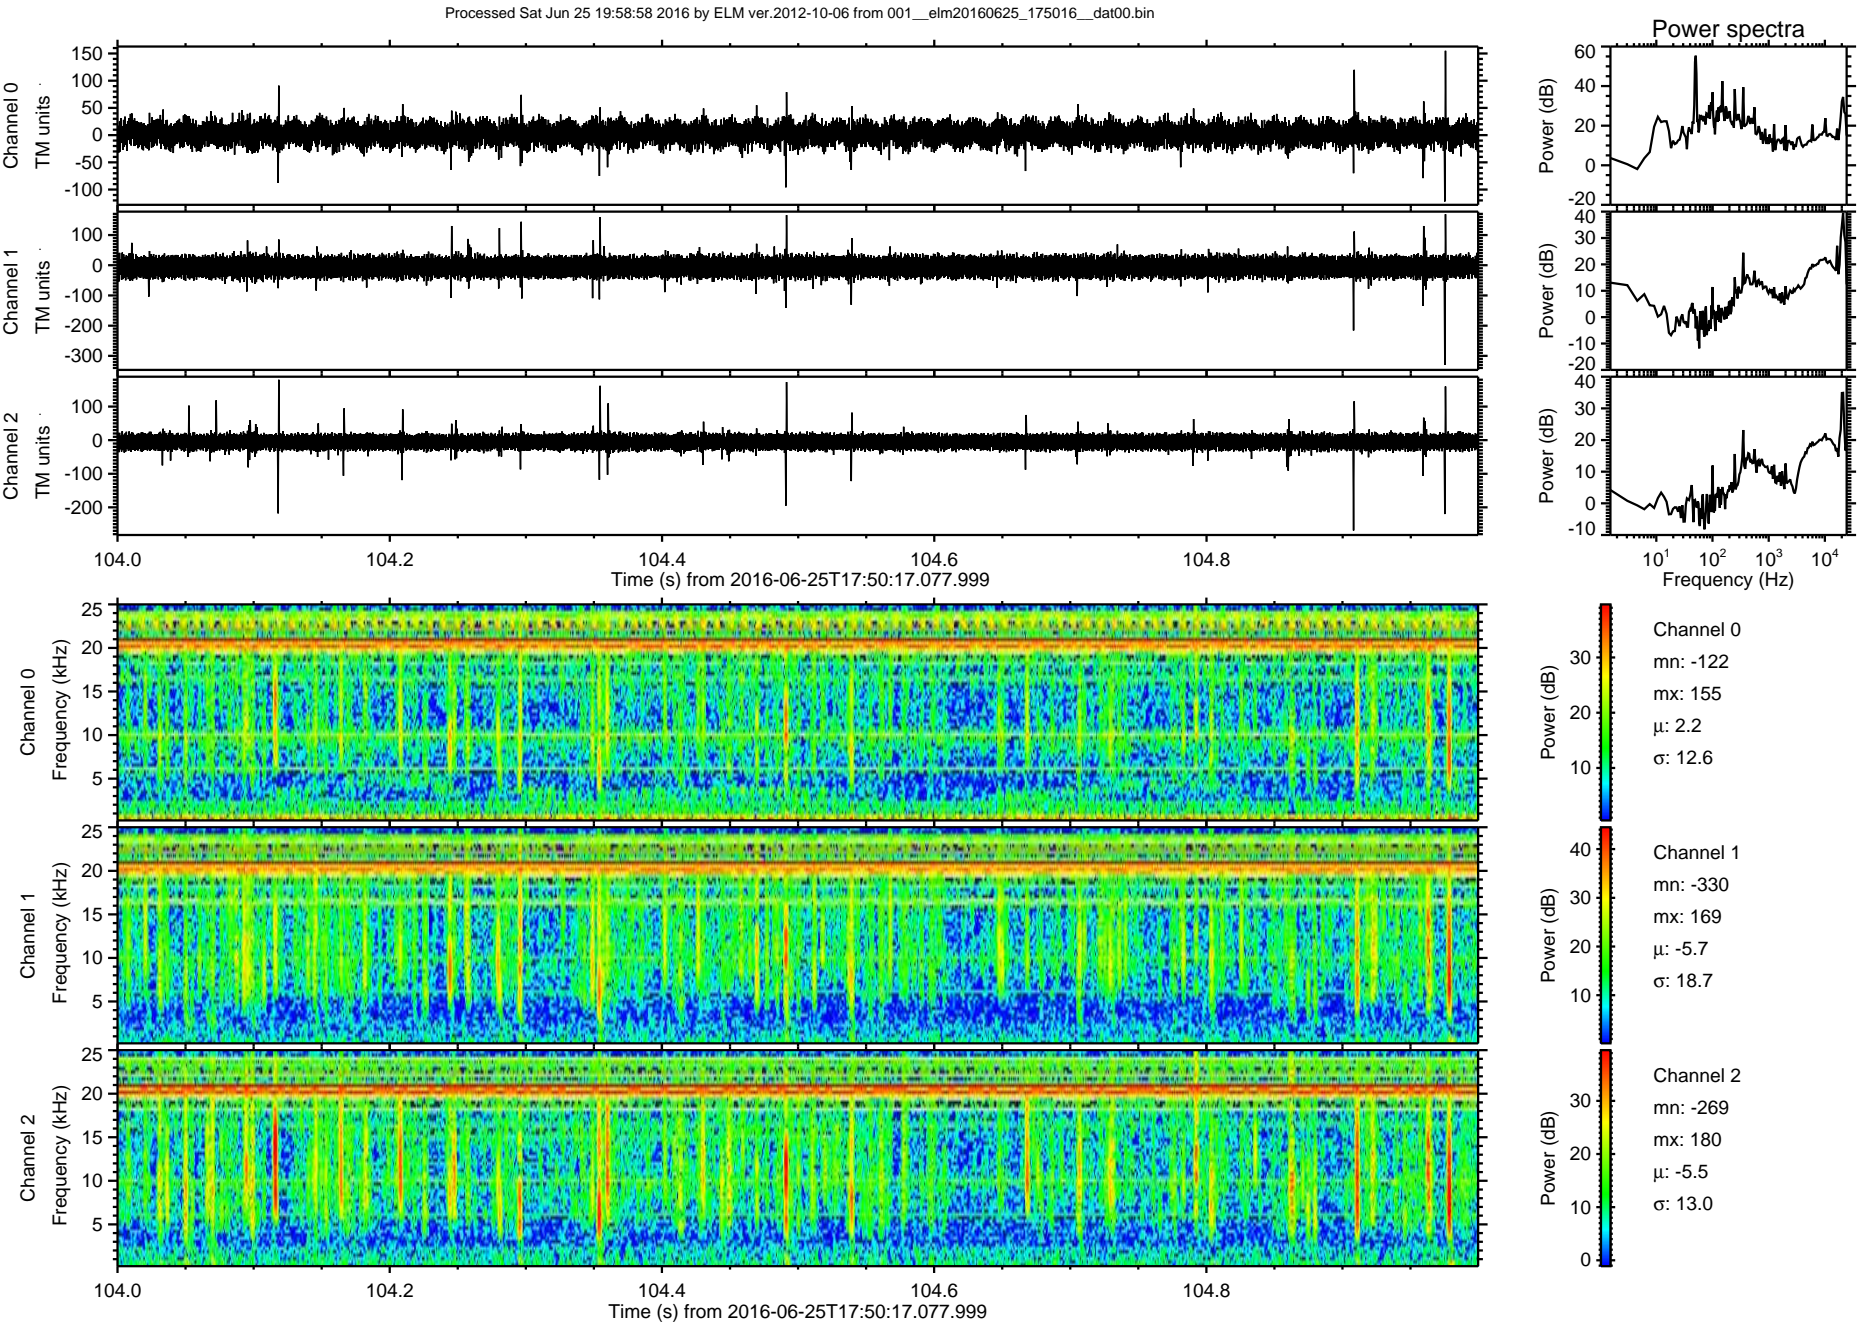 Processed Sat Jun 25 19:58:58 2016 by ELM ver.2012-10-06 from 001__elm20160625_175016__dat00.bin
Power spectra
Channel 0
TM units
150
100
50
0
-50
-100
Power (dB)
60
40
20
0
-20
Channel 1
TM units
100
0
-100
-200
-300
Power (dB)
40
30
20
10
0
-10
-20
Channel 2
TM units
100
0
-100
-200
Power (dB)
40
30
20
10
0
-10
104.0 104.2 104.4 104.6 104.8
Time (s) from 2016-06-25T17:50:17.077.999
10^1 10^2 10^3 10^4
Frequency (Hz)
Channel 0
Frequency (kHz)
25
20
15
10
5
Power (dB)
30
20
10
Channel 0
mn: -122
mx: 155
μ: 2.2
σ: 12.6
Channel 1
Frequency (kHz)
25
20
15
10
5
Power (dB)
40
30
20
10
Channel 1
mn: -330
mx: 169
μ: -5.7
σ: 18.7
Channel 2
Frequency (kHz)
25
20
15
10
5
Power (dB)
30
20
10
0
Channel 2
mn: -269
mx: 180
μ: -5.5
σ: 13.0
104.0 104.2 104.4 104.6 104.8
Time (s) from 2016-06-25T17:50:17.077.999